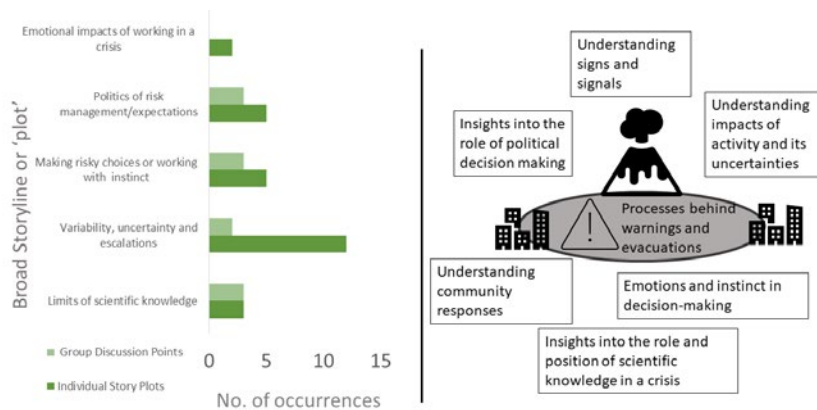 Broad Storyline or 'plot'
Emotional impacts of working in a
crisis
Politics of risk
management/expectations
Making risky choices or working
with instinct
Variability, uncertainty and
escalations
Limits of scientific knowledge
Group Discussion Points
Individual Story Plots
0 5 10 15
No. of occurrences
Understanding
signs and
signals
Insights into the
role of political
decision making
Understanding
impacts of
activity and its
uncertainties
Processes behind
warnings and
evacuations
Understanding
community
responses
Emotions and instinct in
decision-making
Insights into the role and
position of scientific
knowledge in a crisis